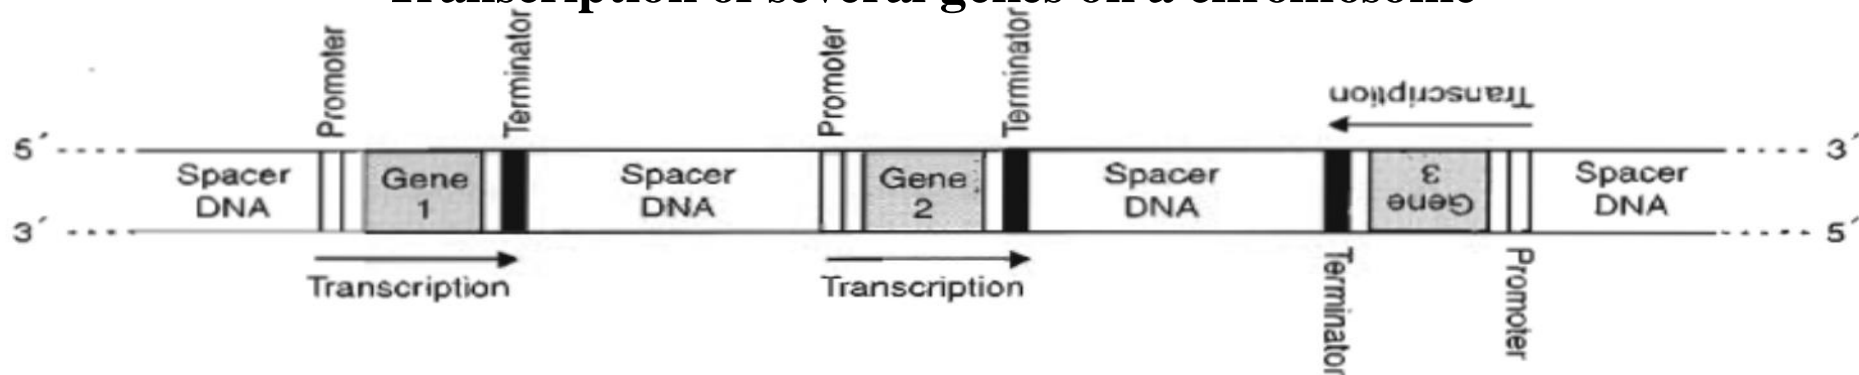 Transcription of several genes on a chromosome
Promoter
Terminator
Promoter
Terminator
Transcription
5´
3´
Spacer
DNA
Gene
1
Spacer
DNA
Gene
2
Spacer
DNA
Gene
3
Spacer
DNA
3´
5´
Transcription
Transcription
Terminator
Promoter